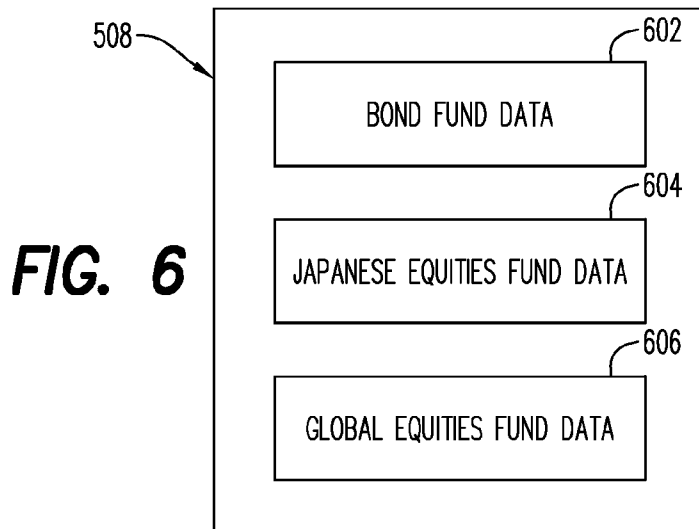 508
602
BOND FUND DATA
604
FIG. 6
JAPANESE EQUITIES FUND DATA
606
GLOBAL EQUITIES FUND DATA